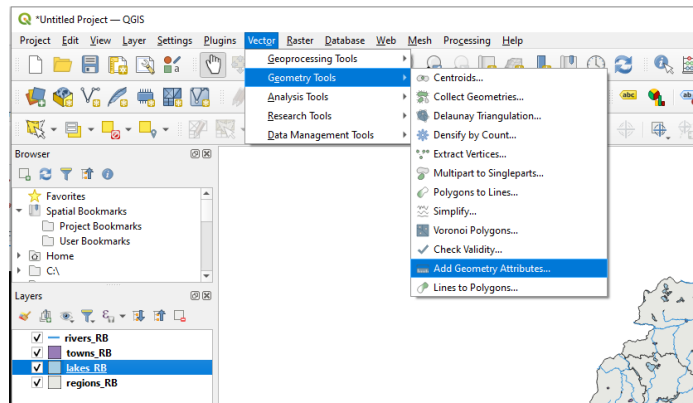 *Untitled Project — QGIS
Project Edit View Layer Settings Plugins Vector Raster Database Web Mesh Processing Help
Geoprocessing Tools
Geometry Tools
Analysis Tools
Research Tools
Data Management Tools
Centroids...
Collect Geometries...
Delaunay Triangulation...
Densify by Count...
Extract Vertices...
Multipart to Singleparts...
Polygons to Lines...
Simplify...
Voronoi Polygons...
Check Validity...
Add Geometry Attributes...
Lines to Polygons...
abc
Browser
Favorites
Spatial Bookmarks
Project Bookmarks
User Bookmarks
Home
C:\
Layers
rivers_RB
towns_RB
lakes_RB
regions_RB